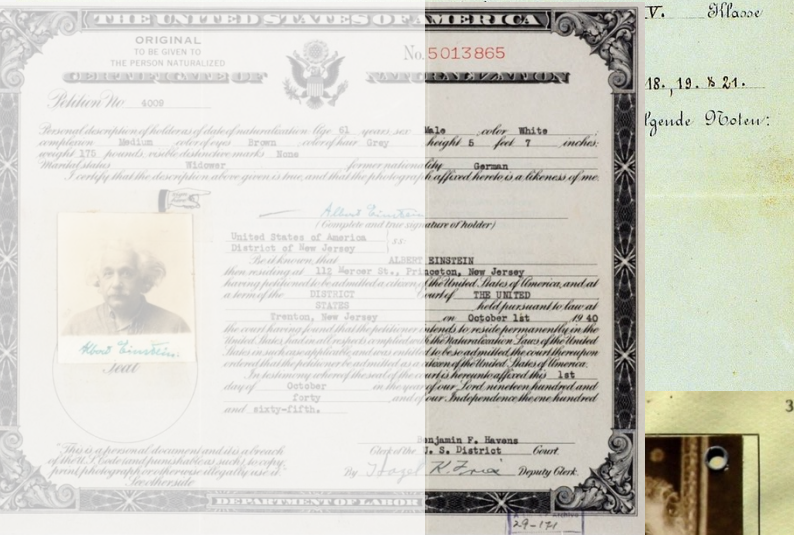 THE UNITED STATES OF AMERICA
ORIGINAL
TO BE GIVEN TO
THE PERSON NATURALIZED
No. 5013865
CERTIFICATE OF NATURALIZATION
Petition No 4009
Personal description of holder as of date of naturalization: Age 61 years, sex Male, color White
complexion Medium color of eyes Brown color of hair Grey height 5 feet 7 inches;
weight 175 pounds, visible distinctive marks None
Marital status Widower former nationality German
I certify that the description above given is true, and that the photograph affixed hereto is a likeness of me.
Albert Einstein
(Complete and true signature of holder)
United States of America
District of New Jersey ss:
Be it known, that ALBERT EINSTEIN
then residing at 112 Mercer St., Princeton, New Jersey
having petitioned to be admitted a citizen of the United States of America, and at
a term of the DISTRICT Court of THE UNITED
STATES held pursuant to law at
Trenton, New Jersey on October 1st 1940
the court having found that the petitioner intends to reside permanently in the
United States, had in all respects complied with the Naturalization Laws of the United
States in such case applicable, and was entitled to be so admitted, the court thereupon
ordered that the petitioner be admitted as a citizen of the United States of America.
In testimony whereof the seal of the court is hereunto affixed this 1st
day of October in the year of our Lord nineteen hundred and
forty and of our Independence the one hundred
and sixty-fifth.
Albert Einstein.
Seal
Benjamin F. Havens
Clerk of the U. S. District Court.
By Deputy Clerk.
DEPARTMENT OF LABOR
29-171
V. Klasse
18., 19. & 21.
lgende Noten:
3